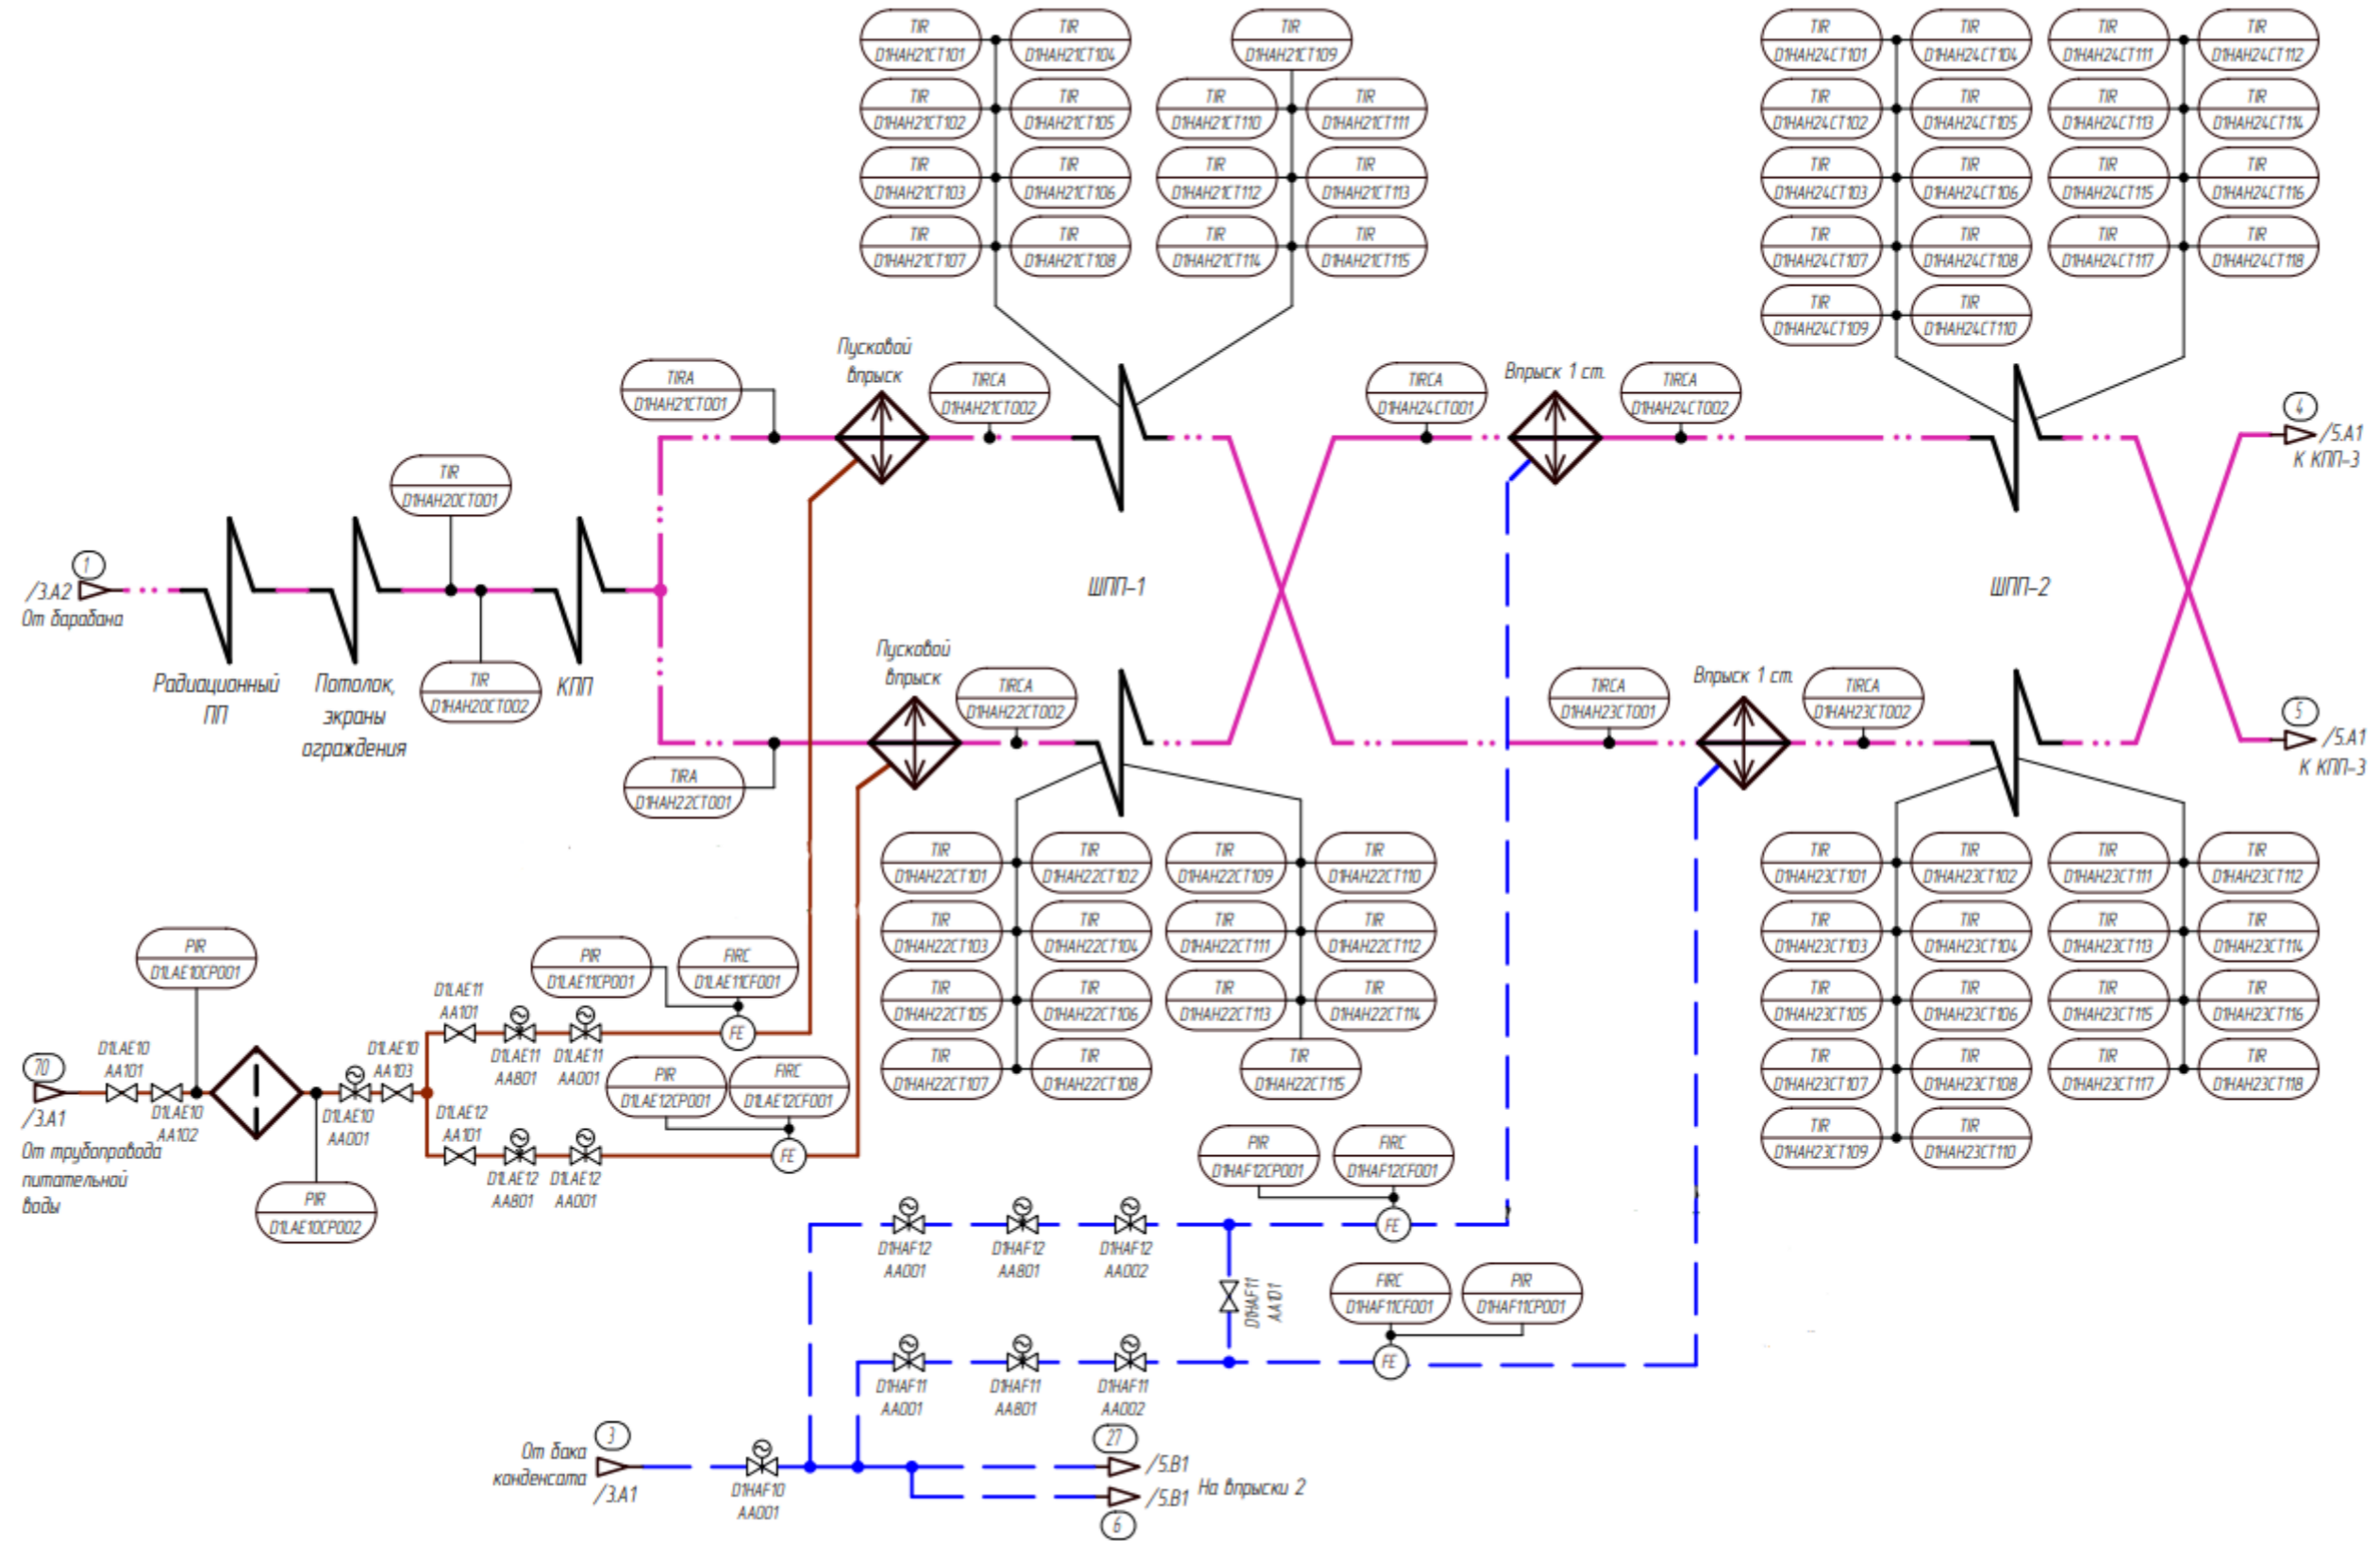 TIR
D1HAH21CT101
TIR
D1HAH21CT104
TIR
D1HAH21CT109
TIR
D1HAH24CT101
TIR
D1HAH24CT104
TIR
D1HAH24CT111
TIR
D1HAH24CT112
TIR
D1HAH21CT102
TIR
D1HAH21CT105
TIR
D1HAH21CT110
TIR
D1HAH21CT111
TIR
D1HAH24CT102
TIR
D1HAH24CT105
TIR
D1HAH24CT113
TIR
D1HAH24CT114
TIR
D1HAH21CT103
TIR
D1HAH21CT106
TIR
D1HAH21CT112
TIR
D1HAH21CT113
TIR
D1HAH24CT103
TIR
D1HAH24CT106
TIR
D1HAH24CT115
TIR
D1HAH24CT116
TIR
D1HAH21CT107
TIR
D1HAH21CT108
TIR
D1HAH21CT114
TIR
D1HAH21CT115
TIR
D1HAH24CT107
TIR
D1HAH24CT108
TIR
D1HAH24CT117
TIR
D1HAH24CT118
TIR
D1HAH24CT109
TIR
D1HAH24CT110
TIRA
D1HAH21CT001
Пусковой
впрыск
TIRCA
D1HAH21CT002
TIRCA
D1HAH24CT001
Впрыск 1 ст.
TIRCA
D1HAH24CT002
4
/5.А1
К КПП-3
TIR
D1HAH20CT001
1
/3.А2
От барабана
Радиационный
ПП
Потолок,
экраны
ограждения
TIR
D1HAH20CT002
КПП
ШПП-1
ШПП-2
TIRA
D1HAH22CT001
Пусковой
впрыск
TIRCA
D1HAH22CT002
TIRCA
D1HAH23CT001
Впрыск 1 ст.
TIRCA
D1HAH23CT002
5
/5.А1
К КПП-3
TIR
D1HAH22CT101
TIR
D1HAH22CT102
TIR
D1HAH22CT109
TIR
D1HAH22CT110
TIR
D1HAH23CT101
TIR
D1HAH23CT102
TIR
D1HAH23CT111
TIR
D1HAH23CT112
TIR
D1HAH22CT103
TIR
D1HAH22CT104
TIR
D1HAH22CT111
TIR
D1HAH22CT112
TIR
D1HAH23CT103
TIR
D1HAH23CT104
TIR
D1HAH23CT113
TIR
D1HAH23CT114
TIR
D1HAH22CT105
TIR
D1HAH22CT106
TIR
D1HAH22CT113
TIR
D1HAH22CT114
TIR
D1HAH23CT105
TIR
D1HAH23CT106
TIR
D1HAH23CT115
TIR
D1HAH23CT116
TIR
D1HAH22CT107
TIR
D1HAH22CT108
TIR
D1HAH22CT115
TIR
D1HAH23CT107
TIR
D1HAH23CT108
TIR
D1HAH23CT117
TIR
D1HAH23CT118
TIR
D1HAH23CT109
TIR
D1HAH23CT110
PIR
D1LAE10CP001
PIR
D1LAE11CP001
FIRC
D1LAE11CF001
FE
D1LAE11
AA101
D1LAE11
AA801
D1LAE11
AA001
70
/3.А1
От трубопровода
питательной
воды
D1LAE10
AA101
D1LAE10
AA102
D1LAE10
AA001
D1LAE10
AA103
PIR
D1LAE10CP002
PIR
D1LAE12CP001
FIRC
D1LAE12CF001
FE
D1LAE12
AA101
D1LAE12
AA801
D1LAE12
AA001
PIR
D1HAF12CP001
FIRC
D1HAF12CF001
FE
D1HAF12
AA001
D1HAF12
AA801
D1HAF12
AA002
D1HAF11
AA101
FIRC
D1HAF11CF001
PIR
D1HAF11CP001
FE
D1HAF11
AA001
D1HAF11
AA801
D1HAF11
AA002
От бака
конденсата
3
/3.А1
D1HAF10
AA001
27
/5.В1
/5.В1
На впрыски 2
6